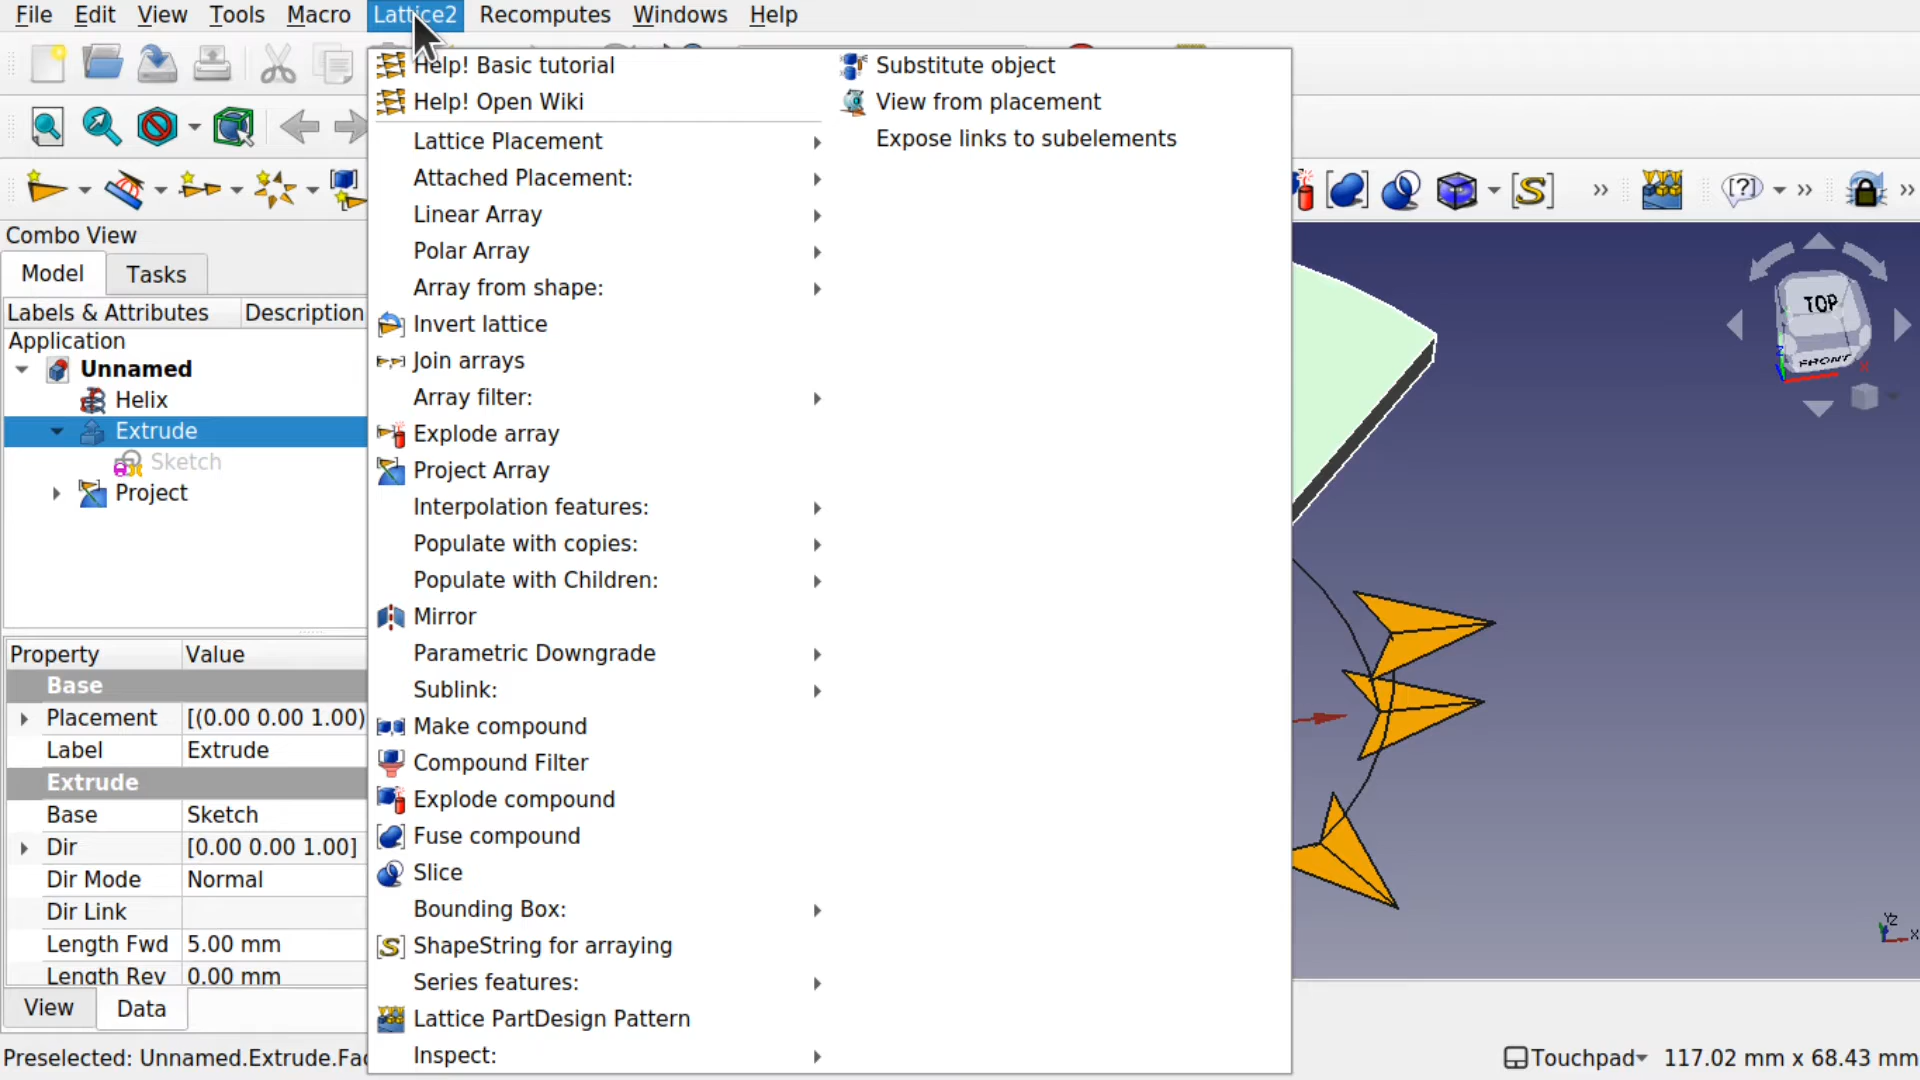 File Edit View Tools Macro Lattice2 Recomputes Windows Help
Help! Basic tutorial
Help! Open Wiki
Lattice Placement
Attached Placement:
Linear Array
Polar Array
Array from shape:
Invert lattice
Join arrays
Array filter:
Explode array
Project Array
Interpolation features:
Populate with copies:
Populate with Children:
Mirror
Parametric Downgrade
Sublink:
Make compound
Compound Filter
Explode compound
Fuse compound
Slice
Bounding Box:
ShapeString for arraying
Series features:
Lattice PartDesign Pattern
Inspect:
Substitute object
View from placement
Expose links to subelements
Combo View
Model Tasks
Labels & Attributes Description
Application
Unnamed
Helix
Extrude
Sketch
Project
Property Value
Base
Placement [(0.00 0.00 1.00)
Label Extrude
Extrude
Base Sketch
Dir [0.00 0.00 1.00]
Dir Mode Normal
Dir Link
Length Fwd 5.00 mm
Length Rev 0.00 mm
View Data
Preselected: Unnamed.Extrude.Fac
TOP
FRONT
Z
X
Y Z
X
Touchpad 117.02 mm x 68.43 mm